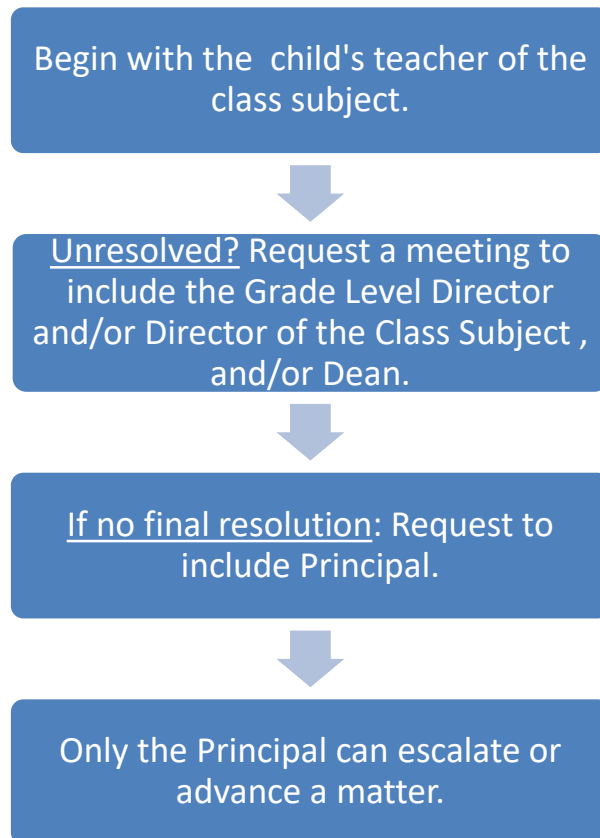 Begin with the  child's teacher of the
class subject.
Unresolved? Request a meeting to
include the Grade Level Director
and/or Director of the Class Subject ,
and/or Dean.
If no final resolution: Request to
include Principal.
Only the Principal can escalate or
advance a matter.